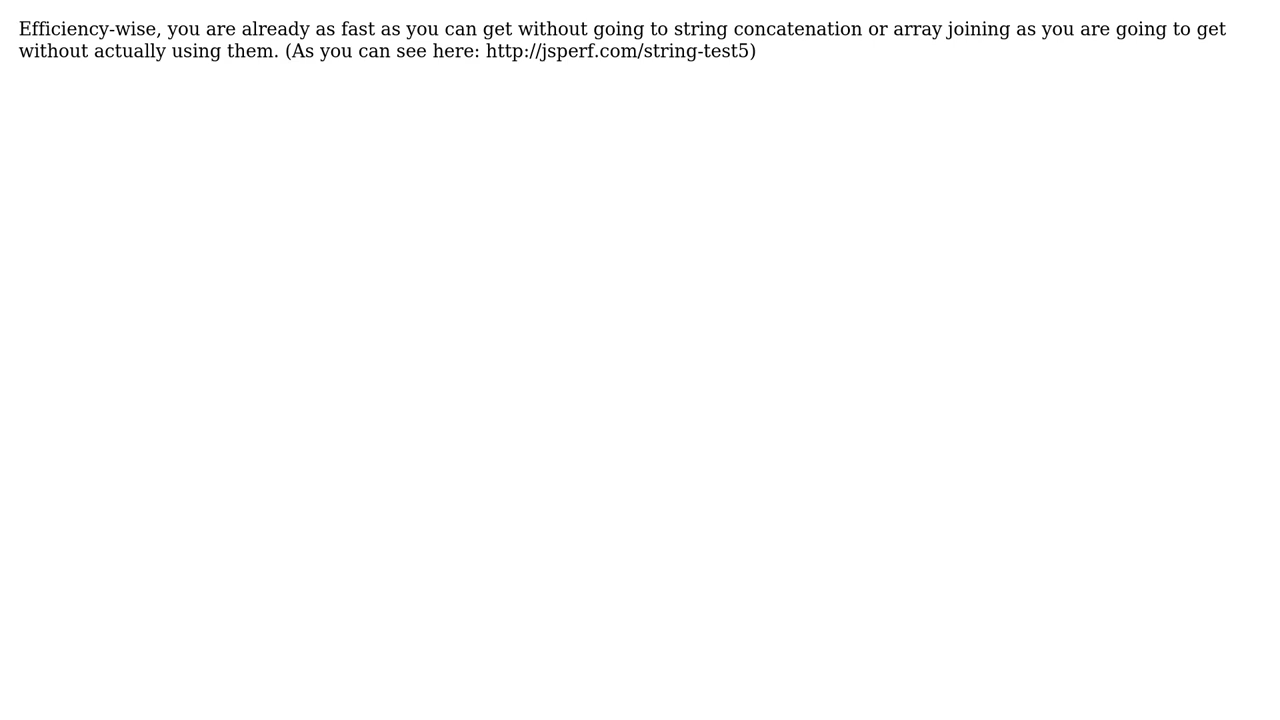 Efficiency-wise, you are already as fast as you can get without going to string concatenation or array joining as you are going to get
without actually using them. (As you can see here: http://jsperf.com/string-test5)